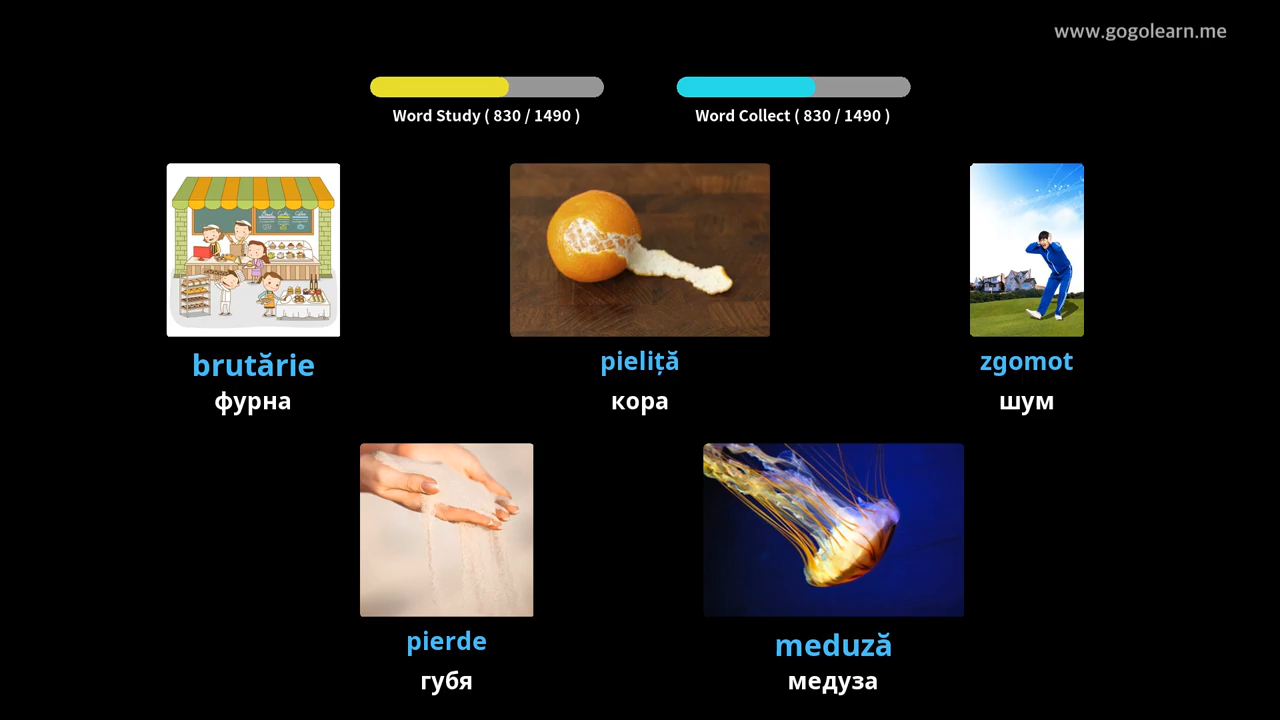 www.gogolearn.me
Word Study ( 830 / 1490 )
Word Collect ( 830 / 1490 )
brutărie
фурна
pieliță
кора
zgomot
шум
pierde
губя
meduză
медуза